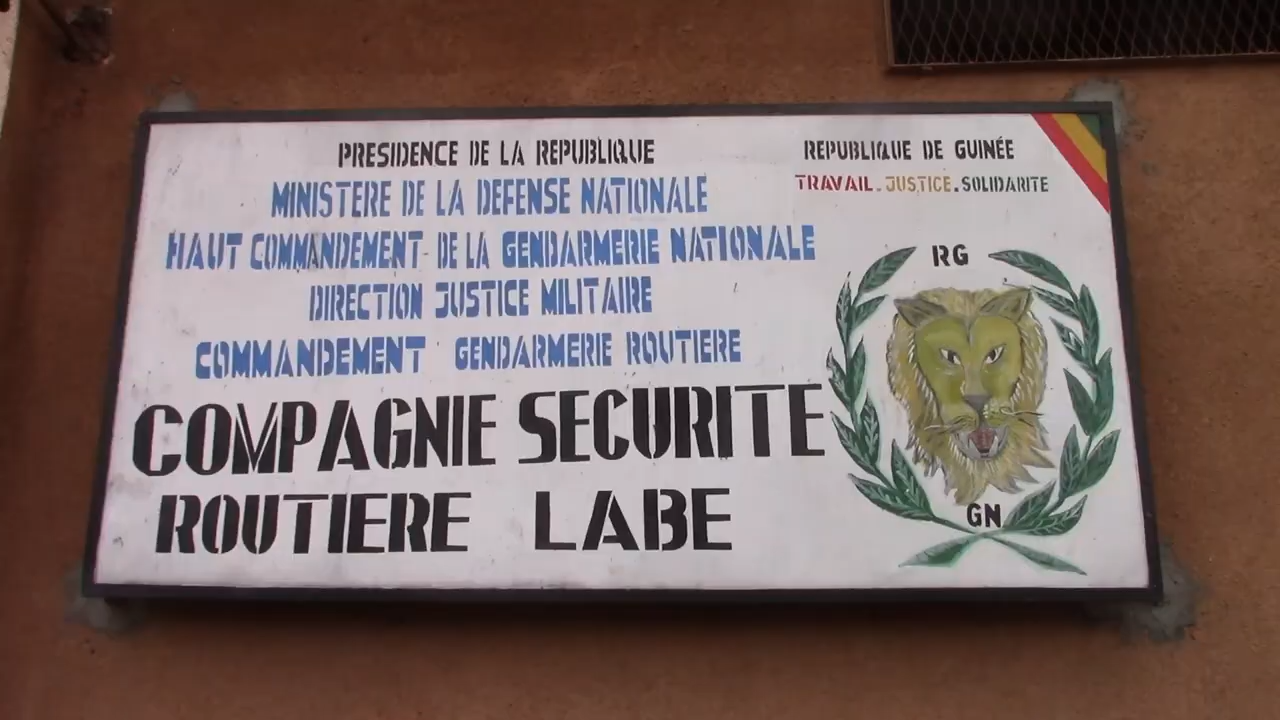 PRESIDENCE DE LA REPUBLIQUE
MINISTERE DE LA DEFENSE NATIONALE
HAUT COMMANDEMENT DE LA GENDARMERIE NATIONALE
DIRECTION JUSTICE MILITAIRE
COMMANDEMENT GENDARMERIE ROUTIERE
COMPAGNIE SECURITE
ROUTIERE LABE
REPUBLIQUE DE GUINÉE
TRAVAIL.JUSTICE.SOLIDARITE
RG
GN